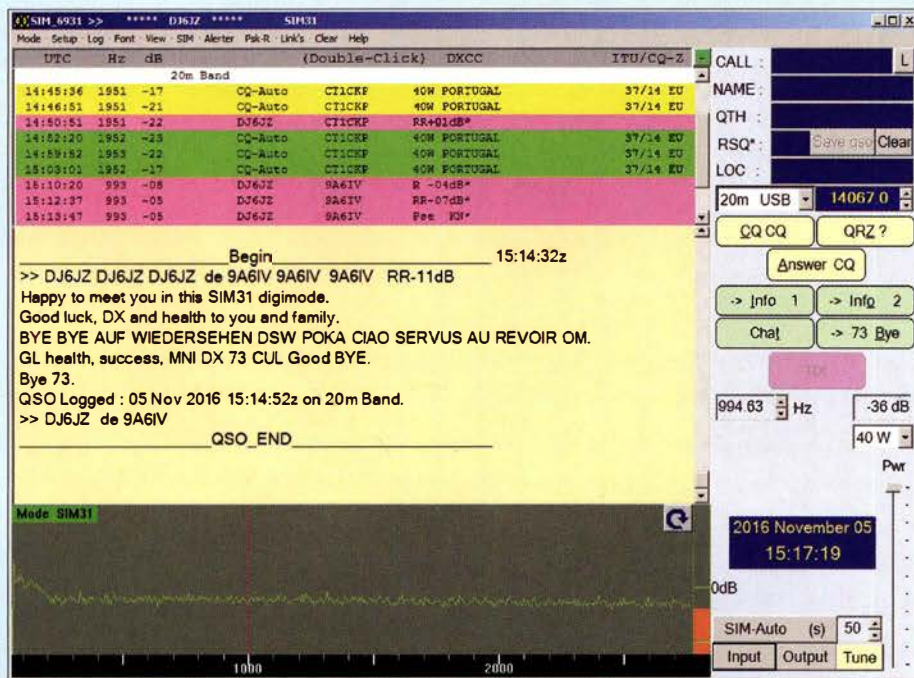 SIM_6931 >> ***** DJ6JZ ***** SIM31
Mode Setup Log Font View SIM Alerter Psk-R Link's Clear Help
UTC Hz dB (Double-Click) DXCC ITU/CQ-Z
20m Band
14:45:36 1951 -17 CQ-Auto CT1CKP 40W PORTUGAL 37/14 EU
14:46:51 1951 -21 CQ-Auto CT1CKP 40W PORTUGAL 37/14 EU
14:50:51 1951 -22 DJ6JZ CT1CKP RR+01dB*
14:52:20 1952 -23 CQ-Auto CT1CKP 40W PORTUGAL 37/14 EU
14:59:52 1953 -22 CQ-Auto CT1CKP 40W PORTUGAL 37/14 EU
15:03:01 1952 -17 CQ-Auto CT1CKP 40W PORTUGAL 37/14 EU
15:10:20 993 -05 DJ6JZ 9A6IV R -04dB*
15:12:37 993 -05 DJ6JZ 9A6IV RR-07dB*
15:13:47 993 -05 DJ6JZ 9A6IV Pse KN*
Begin 15:14:32z
>> DJ6JZ DJ6JZ DJ6JZ de 9A6IV 9A6IV 9A6IV RR-11dB
Happy to meet you in this SIM31 digimode.
Good luck, DX and health to you and family.
BYE BYE AUF WIEDERSEHEN DSW POKA CIAO SERVUS AU REVOIR OM.
GL health, success, MNI DX 73 CUL Good BYE.
Bye 73.
QSO Logged : 05 Nov 2016 15:14:52z on 20m Band.
>> DJ6JZ de 9A6IV
QSO_END
Mode SIM31
1000 2000
CALL : L
NAME :
QTH :
RSQ* : Save qso Clear
LOC :
20m USB 14067.0
CQ CQ QRZ ?
Answer CQ
-> Info 1 -> Info 2
Chat -> 73 Bye
994.63 Hz -36 dB
40 W
Pwr
2016 November 05
15:17:19
0dB
SIM-Auto (s) 50
Input Output Tune